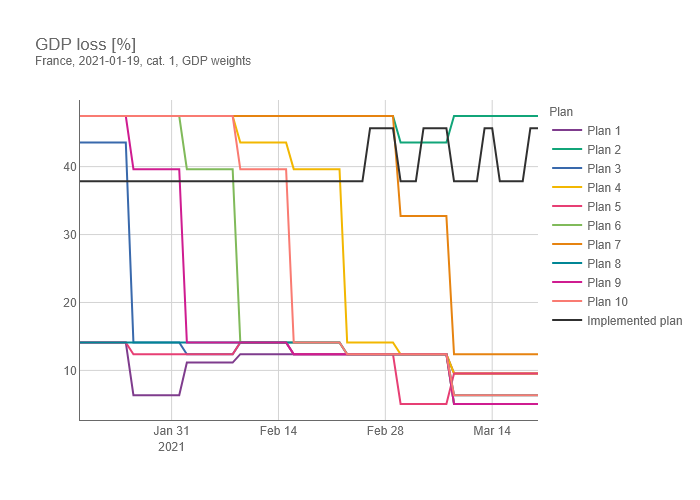 GDP loss [%]
France, 2021-01-19, cat. 1, GDP weights
Plan
Plan 1
Plan 2
Plan 3
Plan 4
Plan 5
Plan 6
Plan 7
Plan 8
Plan 9
Plan 10
Implemented plan
40
30
20
10
Jan 31
2021
Feb 14
Feb 28
Mar 14